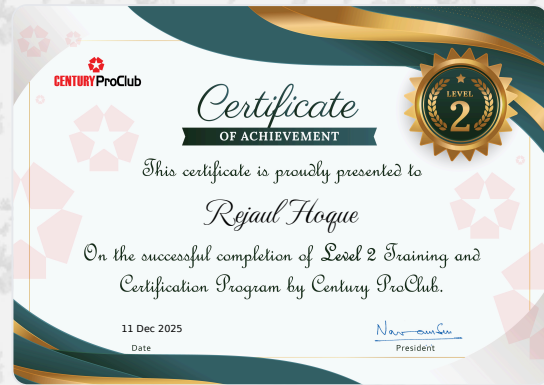 CENTURY ProClub
Certificate
OF ACHIEVEMENT
LEVEL
2
This certificate is proudly presented to
Rejaul Hoque
On the successful completion of Level 2 Training and
Certification Program by Century ProClub.
11 Dec 2025
Date
President